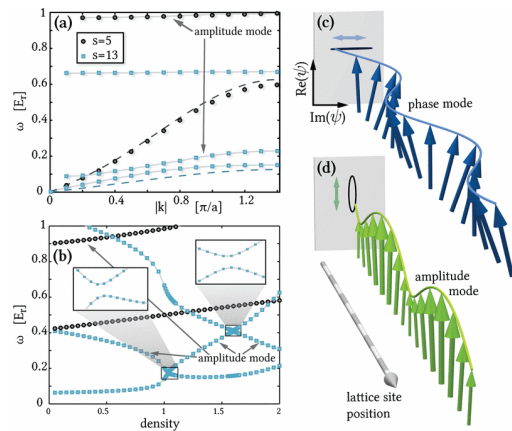 (a)
amplitude mode
s=5
s=13
ω [E_r]
1
0.8
0.6
0.4
0.2
0
0 0.4 0.8 1.2
|k| [π/a]
(b)
amplitude mode
ω [E_r]
1
0.8
0.6
0.4
0.2
0
0.5 1 1.5 2
density
(c)
Re(ψ)
Im(ψ)
phase mode
(d)
amplitude
mode
lattice site
position